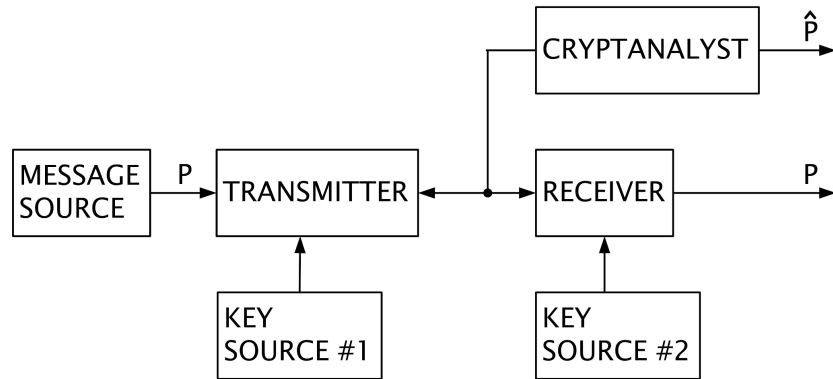 CRYPTANALYST
P̂
MESSAGE
SOURCE
P
TRANSMITTER
RECEIVER
P
KEY
SOURCE #1
KEY
SOURCE #2